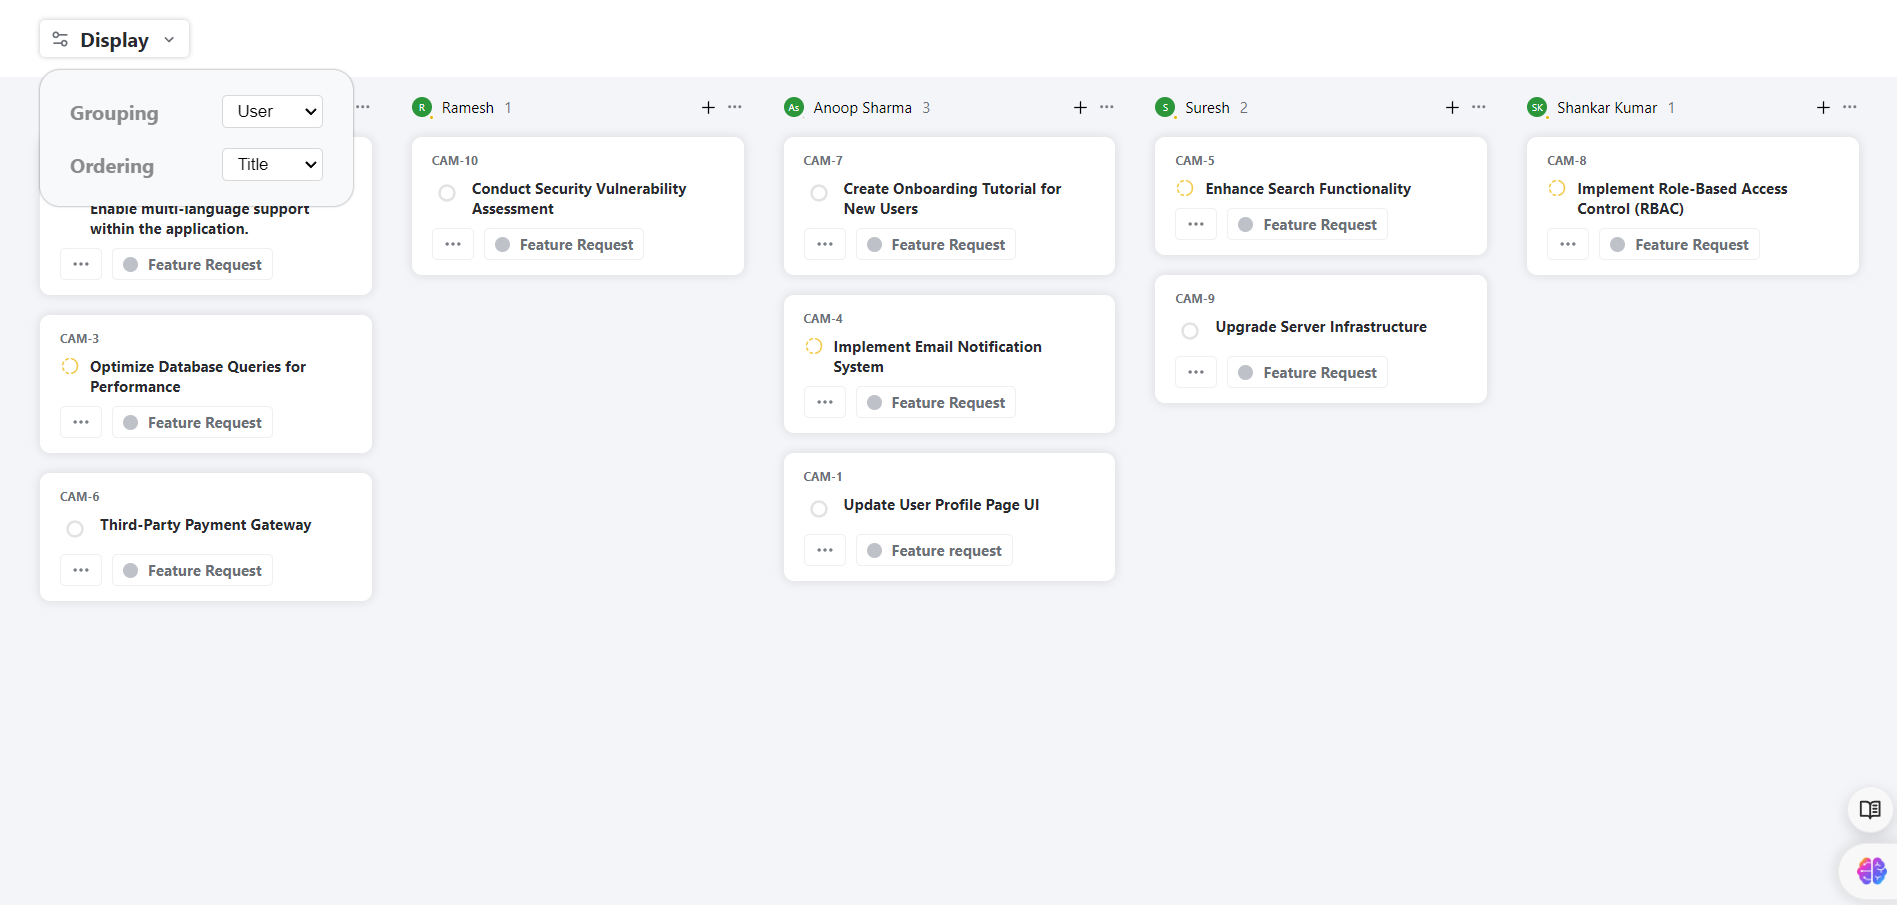 Display
Grouping User
Ordering Title
Enable multi-language support
within the application.
Feature Request
CAM-3
Optimize Database Queries for
Performance
Feature Request
CAM-6
Third-Party Payment Gateway
Feature Request
R Ramesh 1
CAM-10
Conduct Security Vulnerability
Assessment
Feature Request
As Anoop Sharma 3
CAM-7
Create Onboarding Tutorial for
New Users
Feature Request
CAM-4
Implement Email Notification
System
Feature Request
CAM-1
Update User Profile Page UI
Feature request
S Suresh 2
CAM-5
Enhance Search Functionality
Feature Request
CAM-9
Upgrade Server Infrastructure
Feature Request
SK Shankar Kumar 1
CAM-8
Implement Role-Based Access
Control (RBAC)
Feature Request